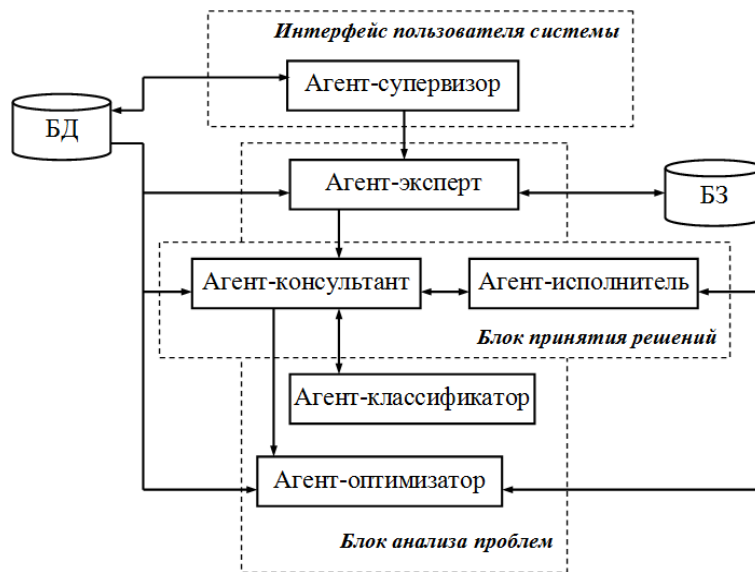 Интерфейс пользователя системы
Агент-супервизор
БД
Агент-эксперт
БЗ
Агент-консультант
Агент-исполнитель
Блок принятия решений
Агент-классификатор
Агент-оптимизатор
Блок анализа проблем